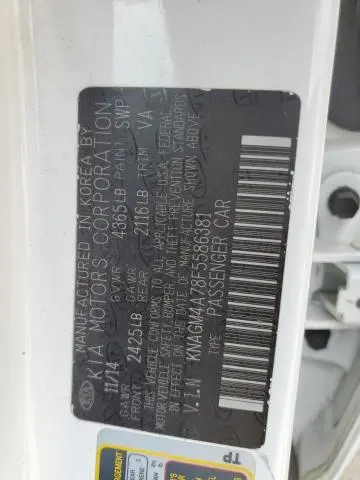 MANUFACTURED IN KOREA BY
KIA MOTORS CORPORATION
11/14 GVWR 4365LB PAINT SWP
GAWR GAWR
FRONT 2425LB REAR 2116LB TRIM VA
THIS VEHICLE CONFORMS TO ALL APPLICABLE U.S.A. FEDERAL
MOTOR VEHICLE SAFETY, BUMPER, AND THEFT PREVENTION STANDARDS
IN EFFECT ON THE DATE OF MANUFACTURE SHOWN ABOVE
V.I.N KNAGM4A78F5586381
TYPE: PASSENGER CAR
KIA
TP